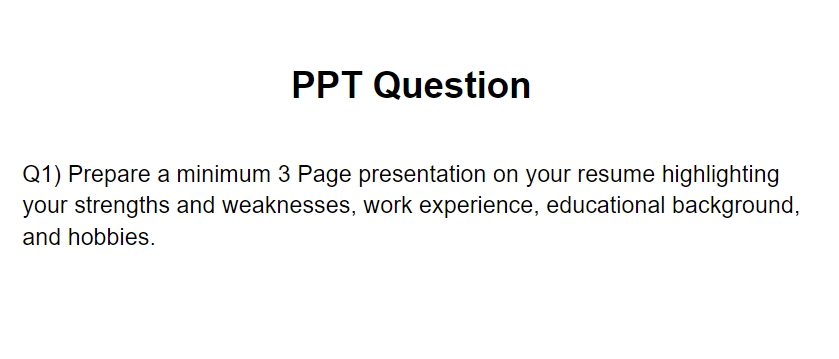 PPT Question
Q1) Prepare a minimum 3 Page presentation on your resume highlighting
your strengths and weaknesses, work experience, educational background,
and hobbies.